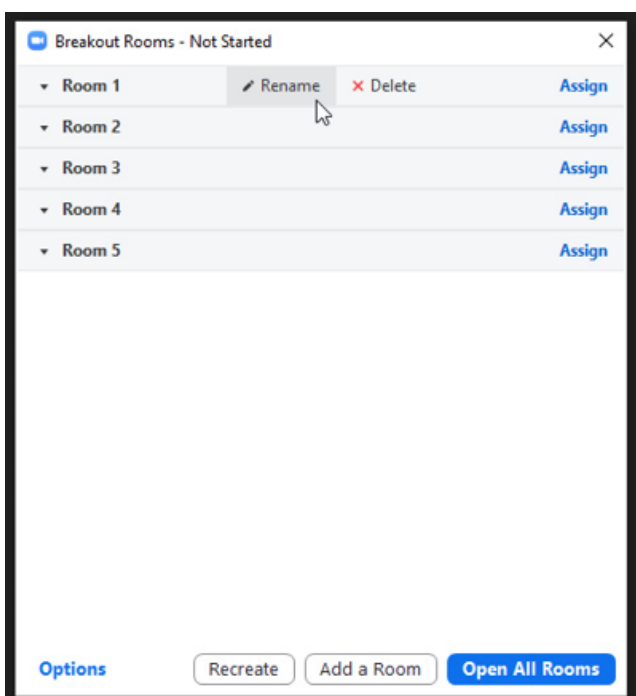 Breakout Rooms - Not Started
Room 1 Rename Delete Assign
Room 2 Assign
Room 3 Assign
Room 4 Assign
Room 5 Assign
Options Recreate Add a Room Open All Rooms